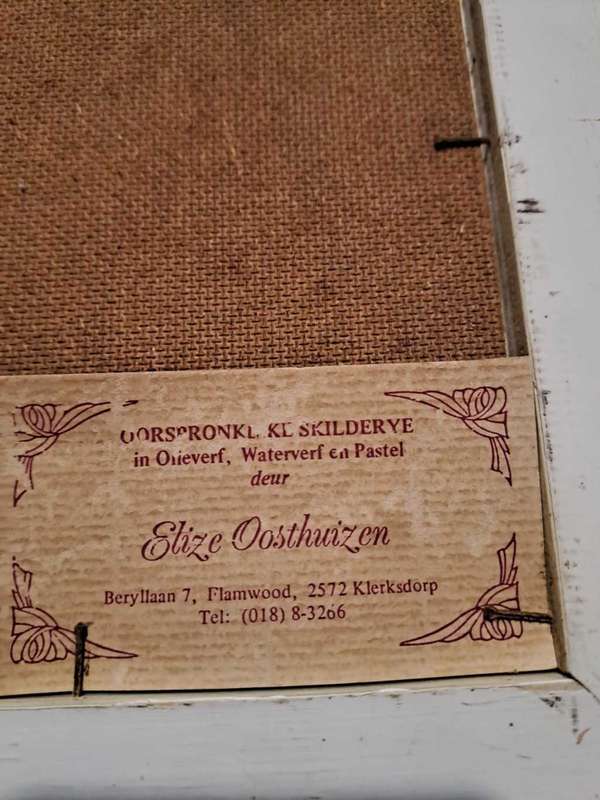 OORSPRONKLIKE SKILDERYE
in Olieverf, Waterverf en Pastel
deur
Elize Oosthuizen
Beryllaan 7, Flamwood, 2572 Klerksdorp
Tel: (018) 8-3266